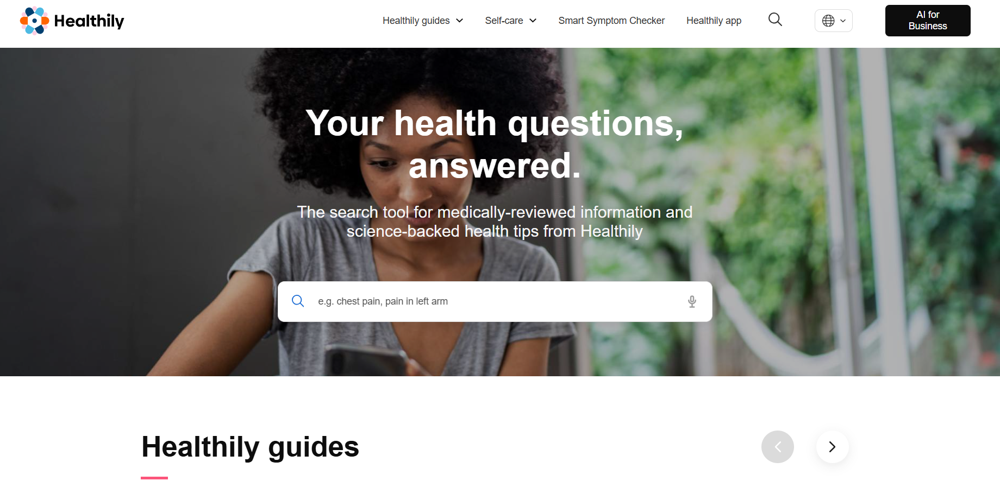 Healthily
Healthily guides
Self-care
Smart Symptom Checker
Healthily app
AI for
Business
Your health questions,
answered.
The search tool for medically-reviewed information and
science-backed health tips from Healthily
e.g. chest pain, pain in left arm
Healthily guides